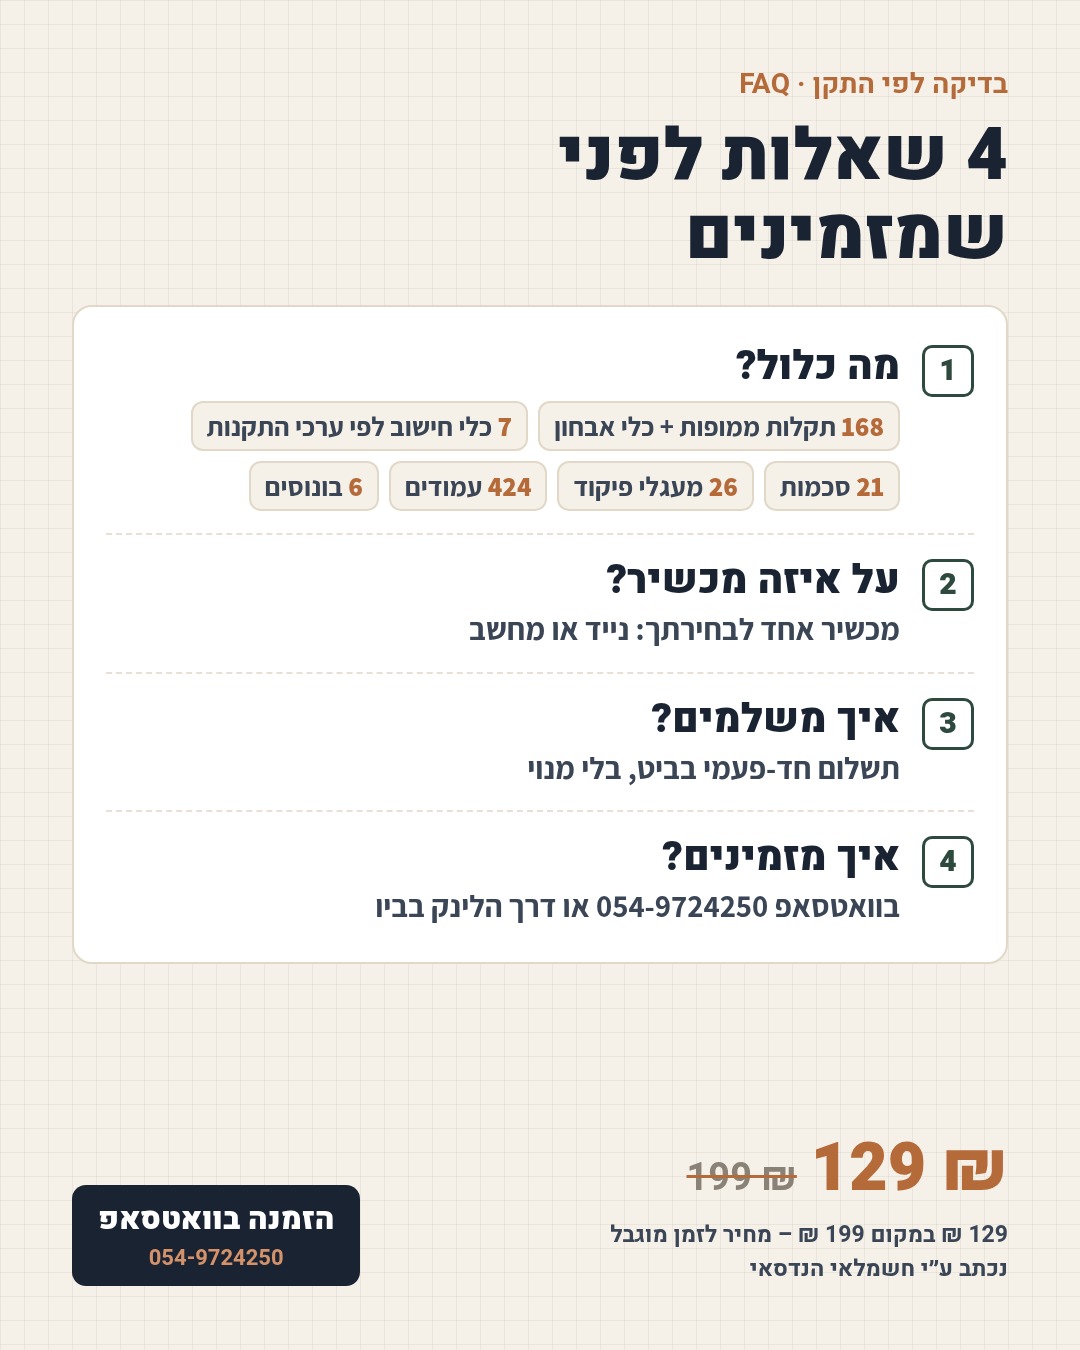 בדיקה לפי התקן · FAQ
4 שאלות לפני
שמזמינים
1
מה כלול?
168 תקלות ממופות + כלי אבחון
7 כלי חישוב לפי ערכי התקנות
21 סכמות
26 מעגלי פיקוד
424 עמודים
6 בונוסים
2
על איזה מכשיר?
מכשיר אחד לבחירתך: נייד או מחשב
3
איך משלמים?
תשלום חד-פעמי בביט, בלי מנוי
4
איך מזמינים?
בוואטסאפ 054-9724250 או דרך הלינק בביו
129 ₪ 199 ₪
129 ₪ במקום 199 ₪ – מחיר לזמן מוגבל
נכתב ע״י חשמלאי הנדסאי
הזמנה בוואטסאפ
054-9724250